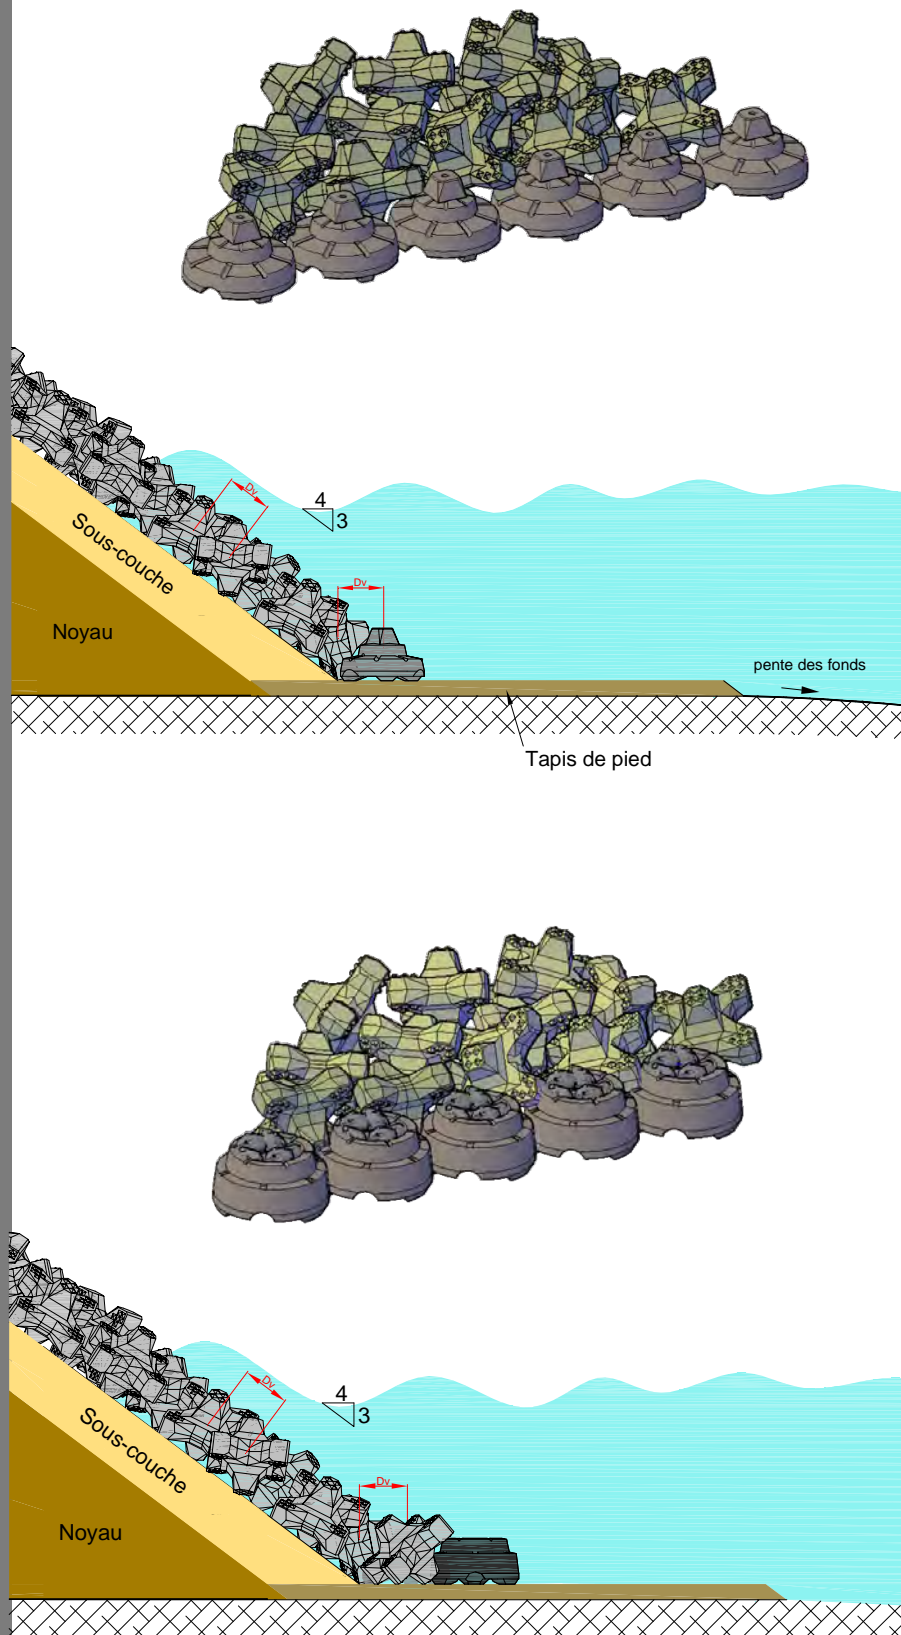 Dv
4
3
Sous-couche
Dv
Noyau
pente des fonds
Tapis de pied
Dv
4
3
Sous-couche
Dv
Noyau